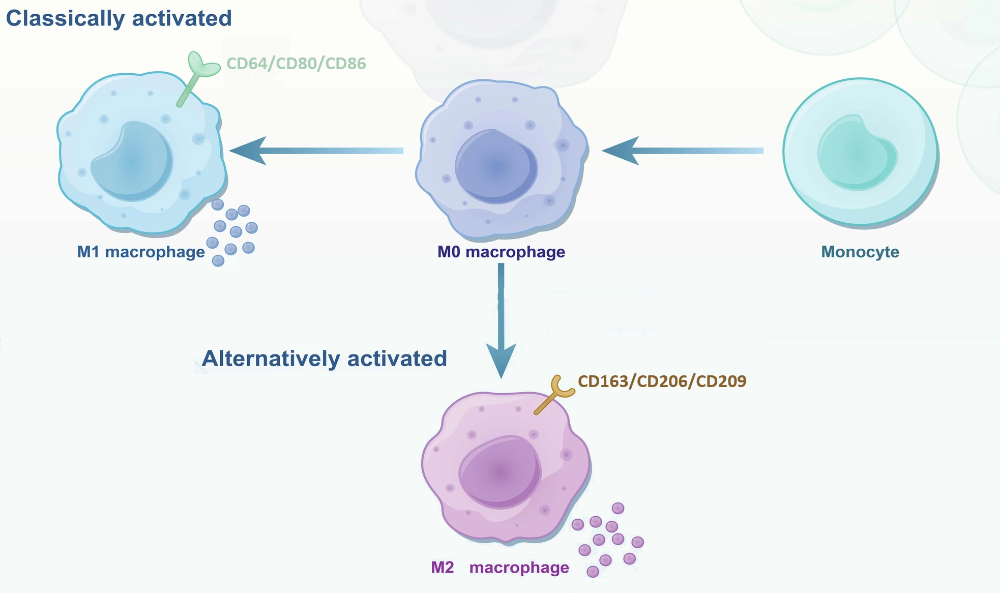 Classically activated
CD64/CD80/CD86
M1 macrophage
M0 macrophage
Monocyte
Alternatively activated
CD163/CD206/CD209
M2 macrophage